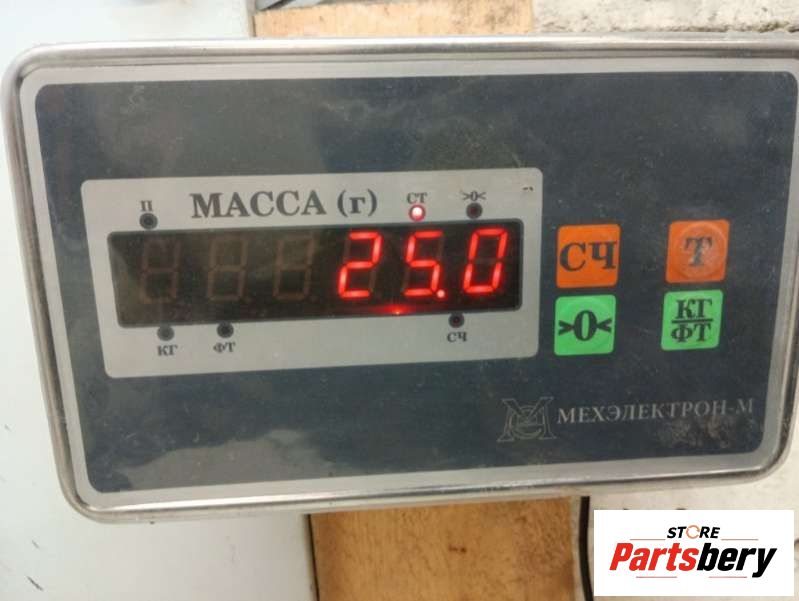 П МАССА (г) СТ >0<
25.0
КГ ФТ СЧ
СЧ Т
>0< КГ/ФТ
МЕХЭЛЕКТРОН-М
STORE
Partsbery